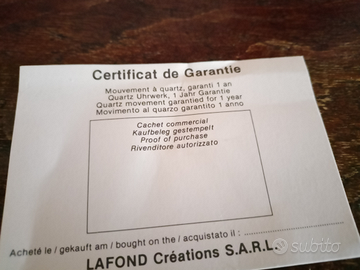 Certificat de Garantie
Mouvement à quartz, garanti 1 an
Quartz Uhrwerk, 1 Jahr Garantie
Quartz movement garantied for 1 year
Movimento al quarzo garantito 1 anno
Cachet commercial
Kaufbeleg gestempelt
Proof of purchase
Rivenditore autorizzato
Acheté le / gekauft am / bought on the / acquistato il : ........................
LAFOND Créations S.A.R.L.
subito